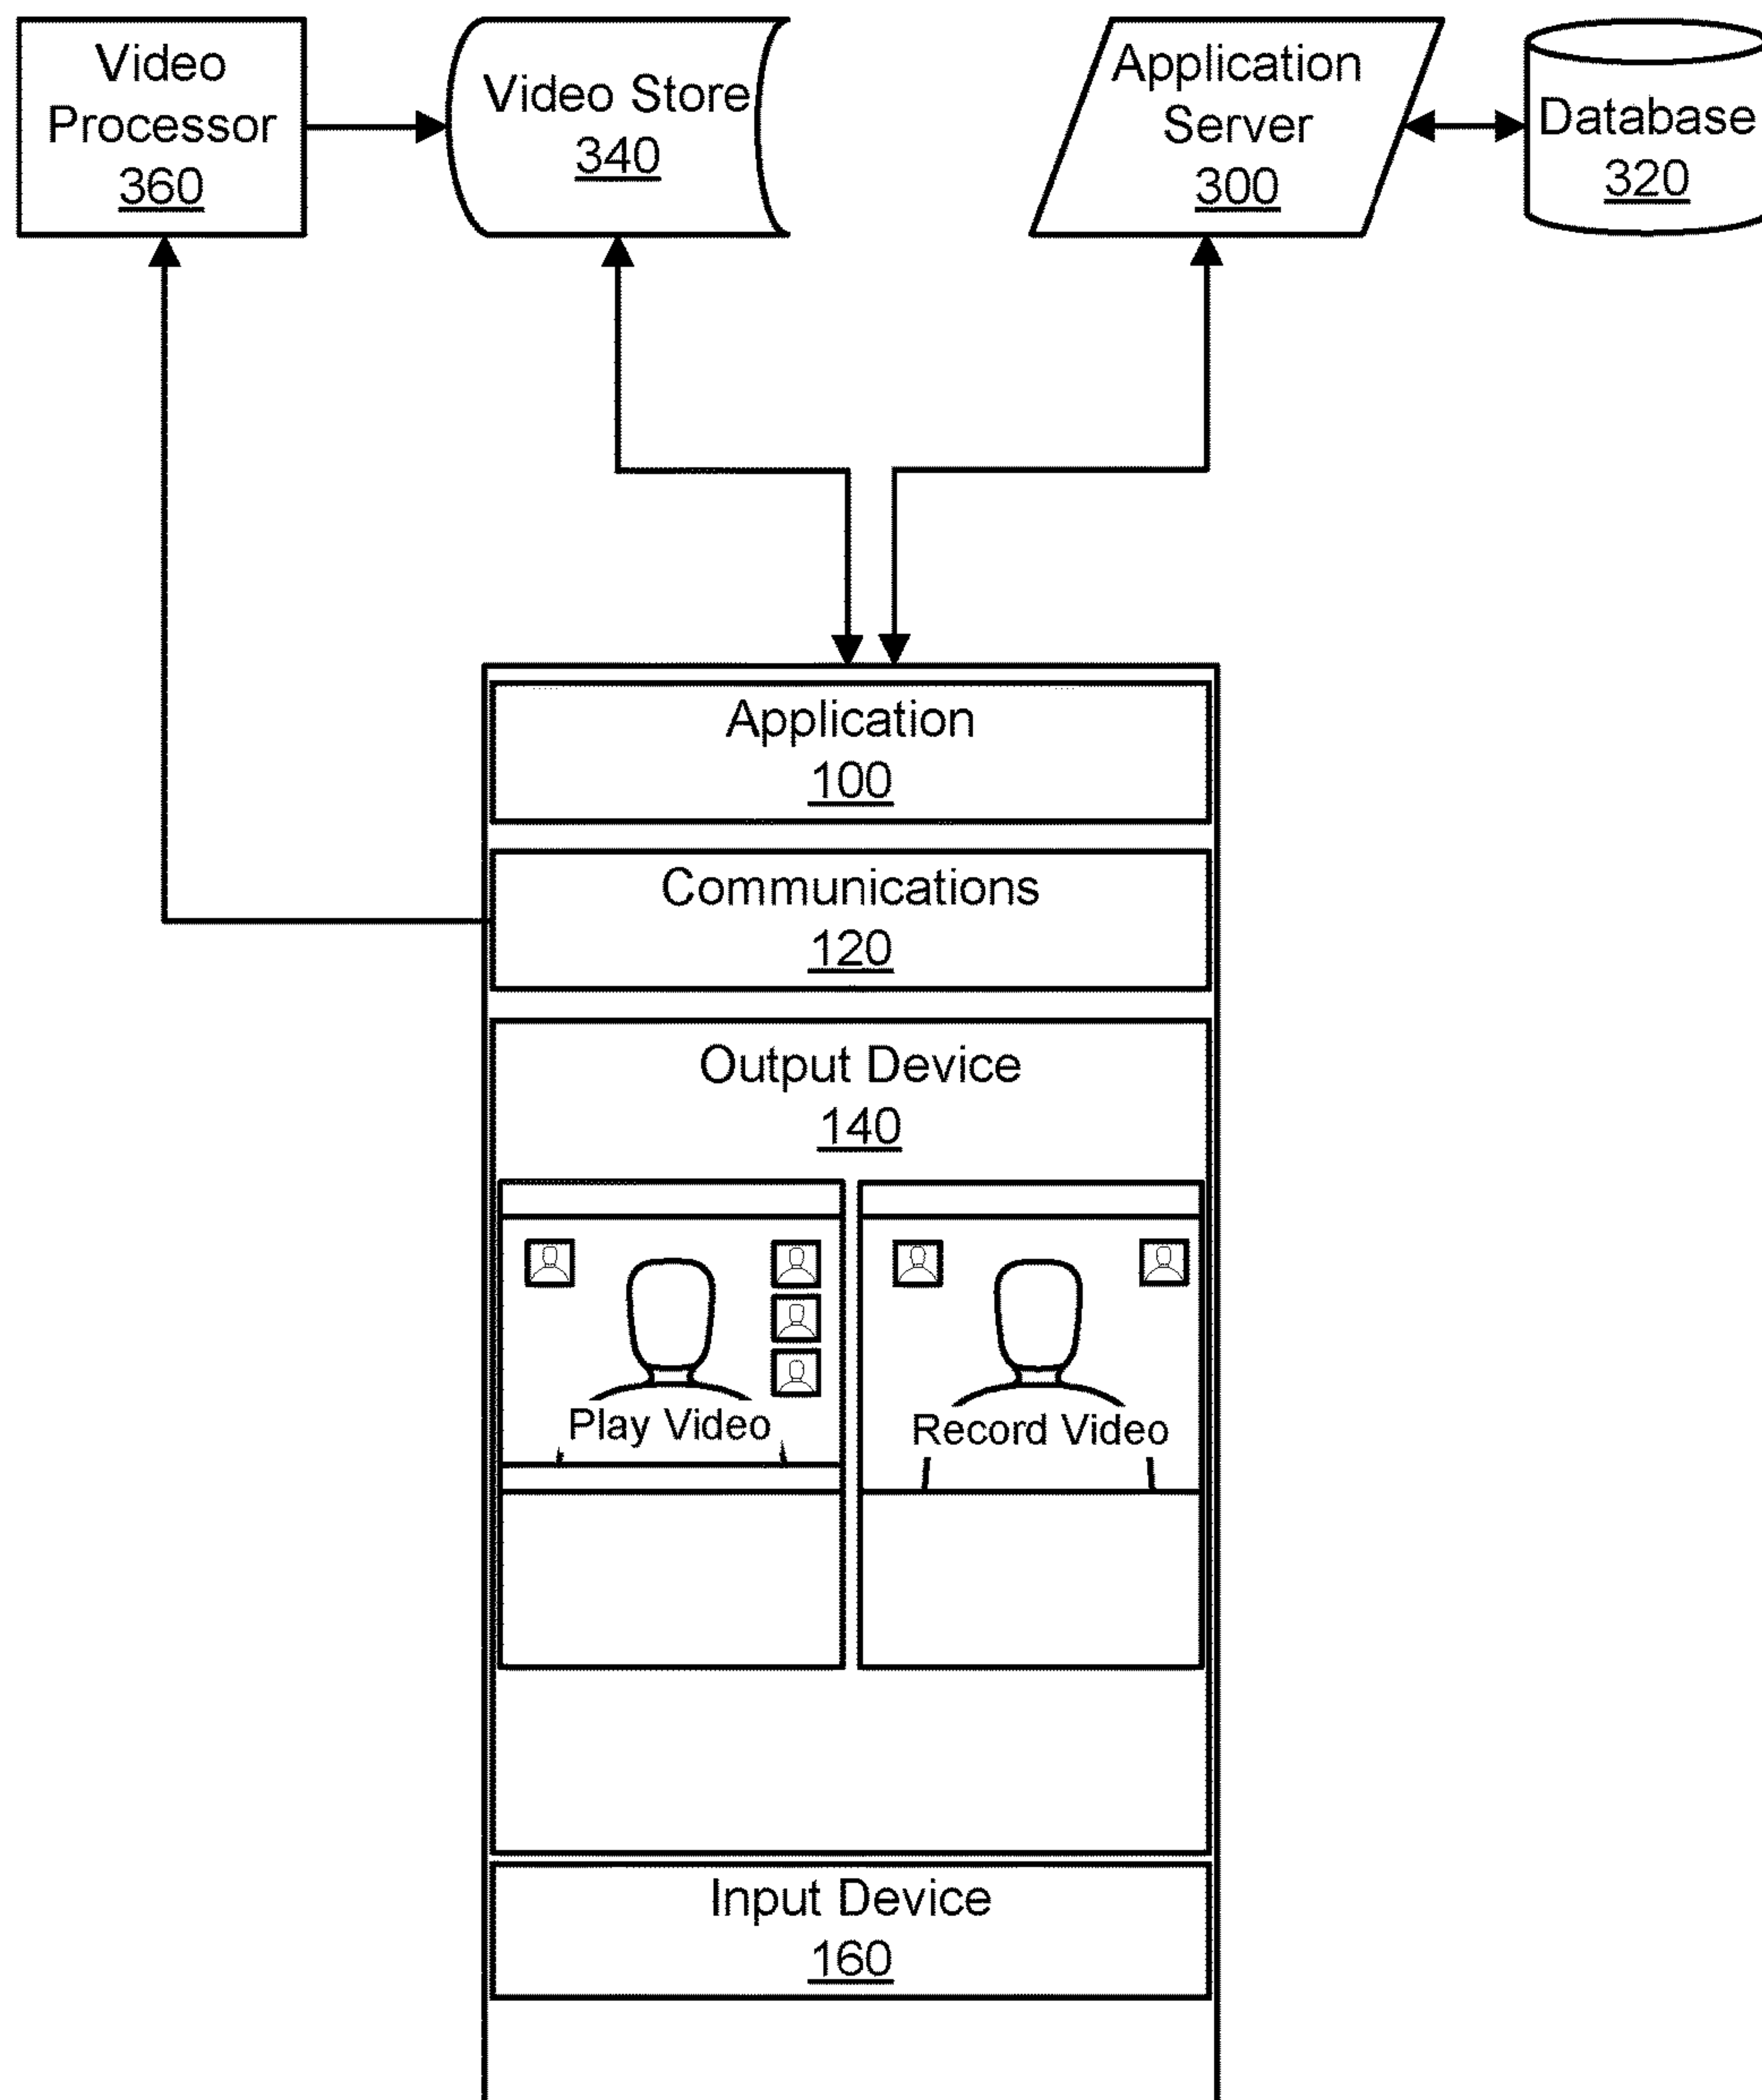 Video
Processor
360
Video Store
340
Application
Server
300
Database
320
Application
100
Communications
120
Output Device
140
Play Video
Record Video
Input Device
160